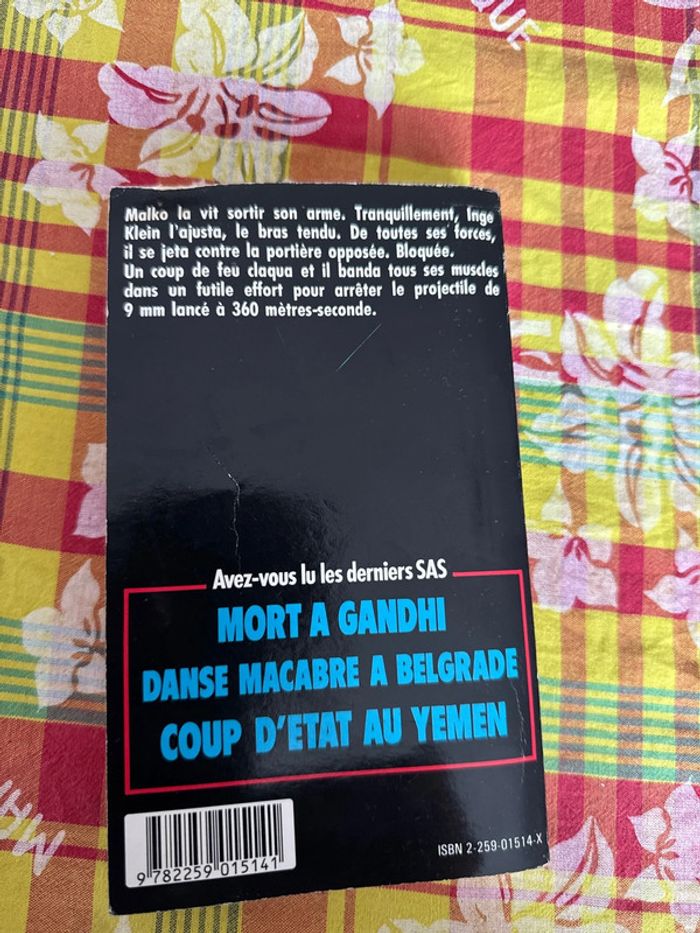 QUE
Malko la vit sortir son arme. Tranquillement, Inge
Klein l'ajusta, le bras tendu. De toutes ses forces,
il se jeta contre la portière opposée. Bloquée.
Un coup de feu claqua et il banda tous ses muscles
dans un futile effort pour arrêter le projectile de
9 mm lancé à 360 mètres-seconde.
Avez-vous lu les derniers SAS
MORT A GANDHI
DANSE MACABRE A BELGRADE
COUP D'ETAT AU YEMEN
ISBN 2-259-01514-X
9 782259 015141